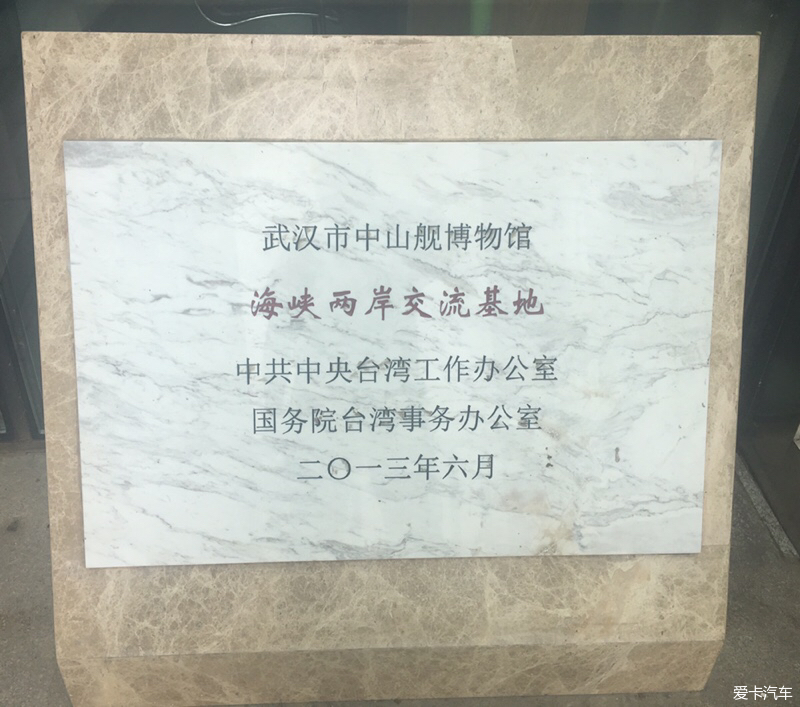 武汉市中山舰博物馆
海峡两岸交流基地
中共中央台湾工作办公室
国务院台湾事务办公室
二〇一三年六月
爱卡汽车